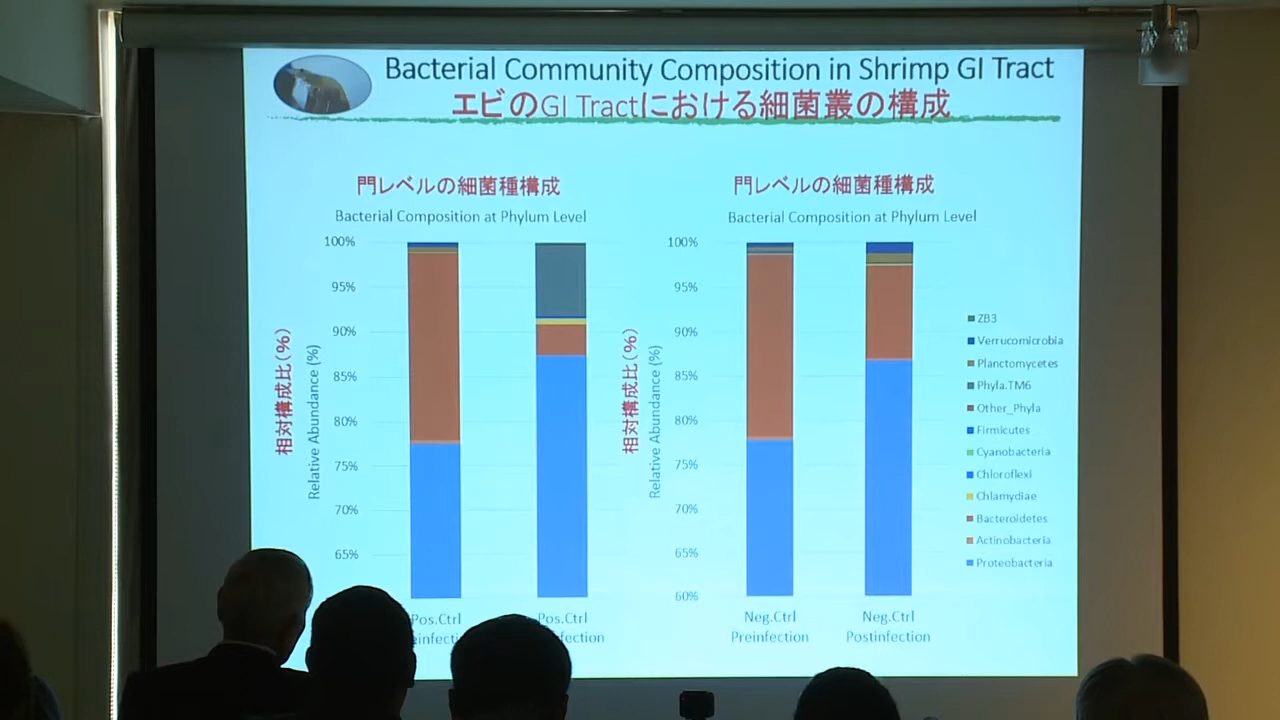 Bacterial Community Composition in Shrimp GI Tract
エビのGI Tractにおける細菌叢の構成
門レベルの細菌種構成
Bacterial Composition at Phylum Level
相対構成比(%)
Relative Abundance (%)
100%
95%
90%
85%
80%
75%
70%
65%
Pos.Ctrl
Pos.Ctrl
門レベルの細菌種構成
Bacterial Composition at Phylum Level
相対構成比(%)
Relative Abundance (%)
100%
95%
90%
85%
80%
75%
70%
65%
60%
Neg.Ctrl
Preinfection
Neg.Ctrl
Postinfection
ZB3
Verrucomicrobia
Planctomycetes
Phyla.TM6
Other_Phyla
Firmicutes
Cyanobacteria
Chloroflexi
Chlamydiae
Bacteroidetes
Actinobacteria
Proteobacteria